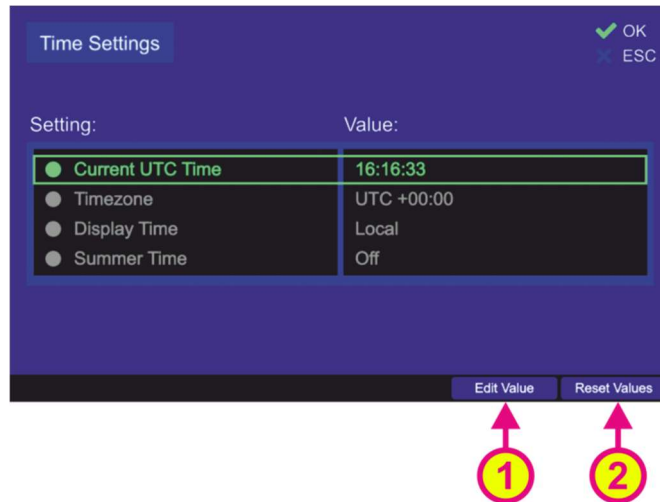 Time Settings
OK
ESC
Setting: Value:
Current UTC Time 16:16:33
Timezone UTC +00:00
Display Time Local
Summer Time Off
Edit Value Reset Values
1 2